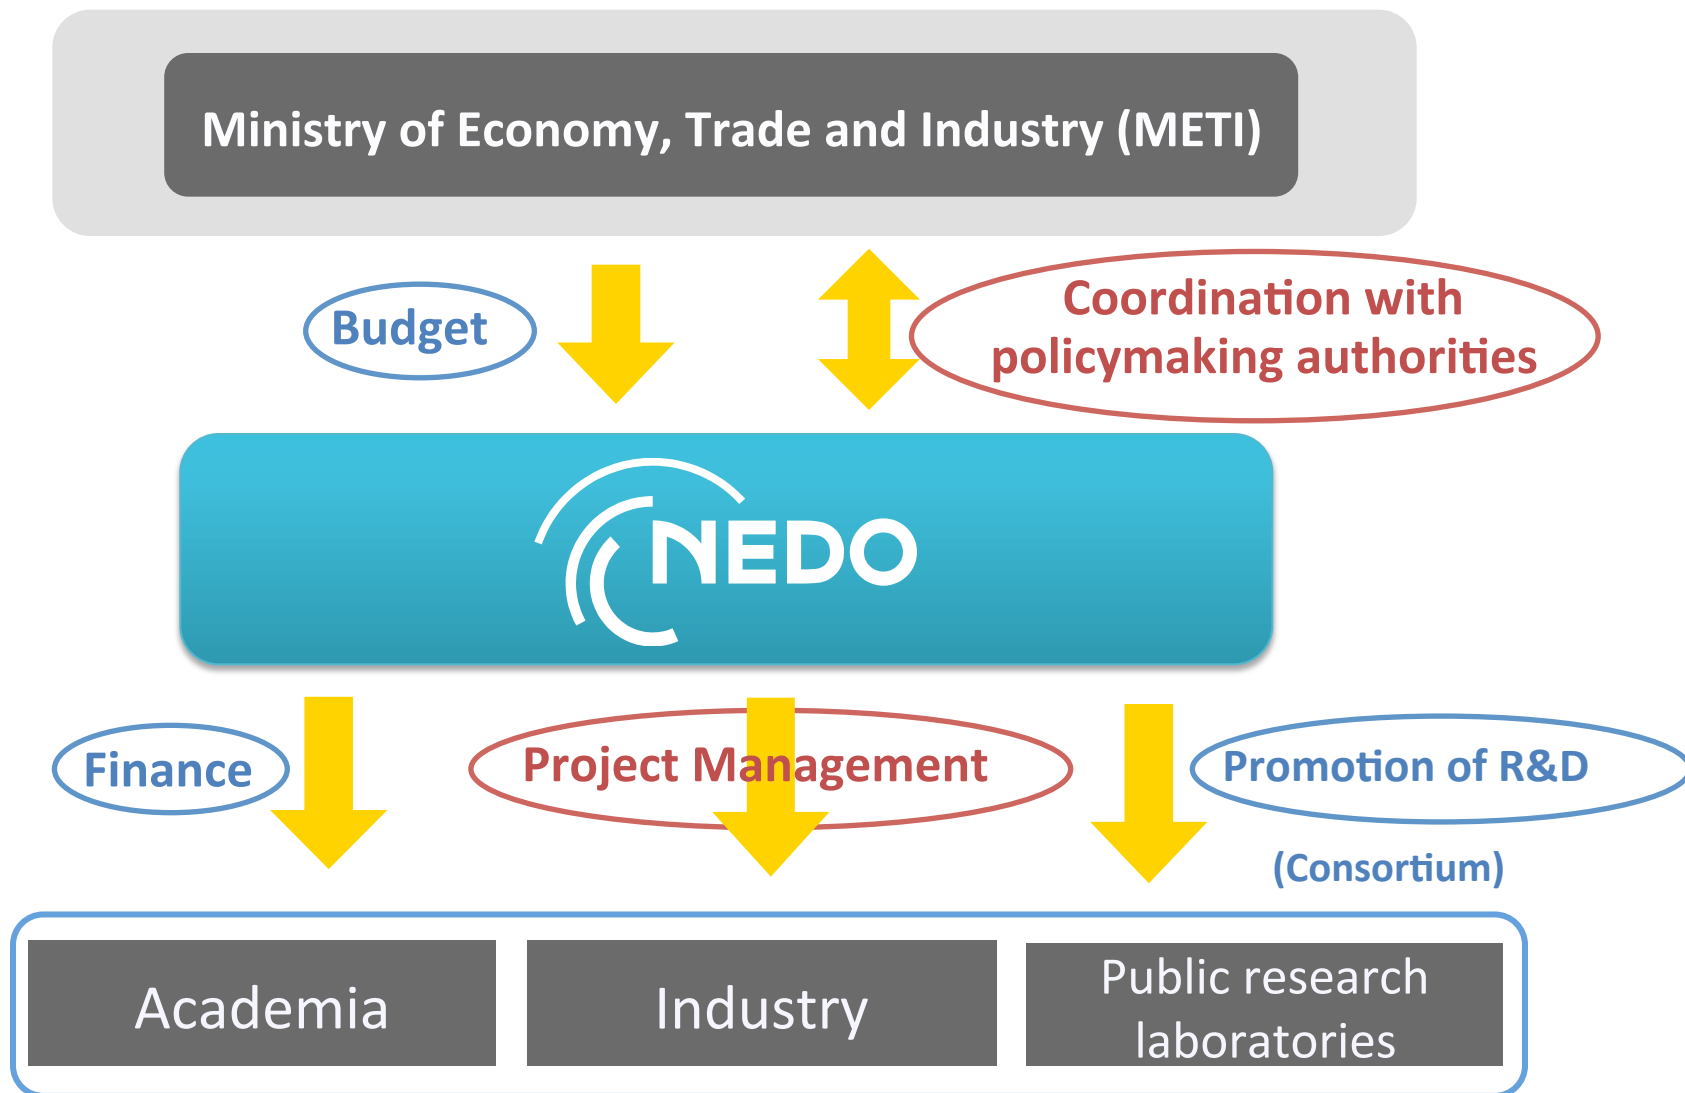 Ministry of Economy, Trade and Industry (METI)
Budget
Coordination with
policymaking authorities
NEDO
Finance
Project Management
Promotion of R&D
(Consortium)
Academia
Industry
Public research
laboratories